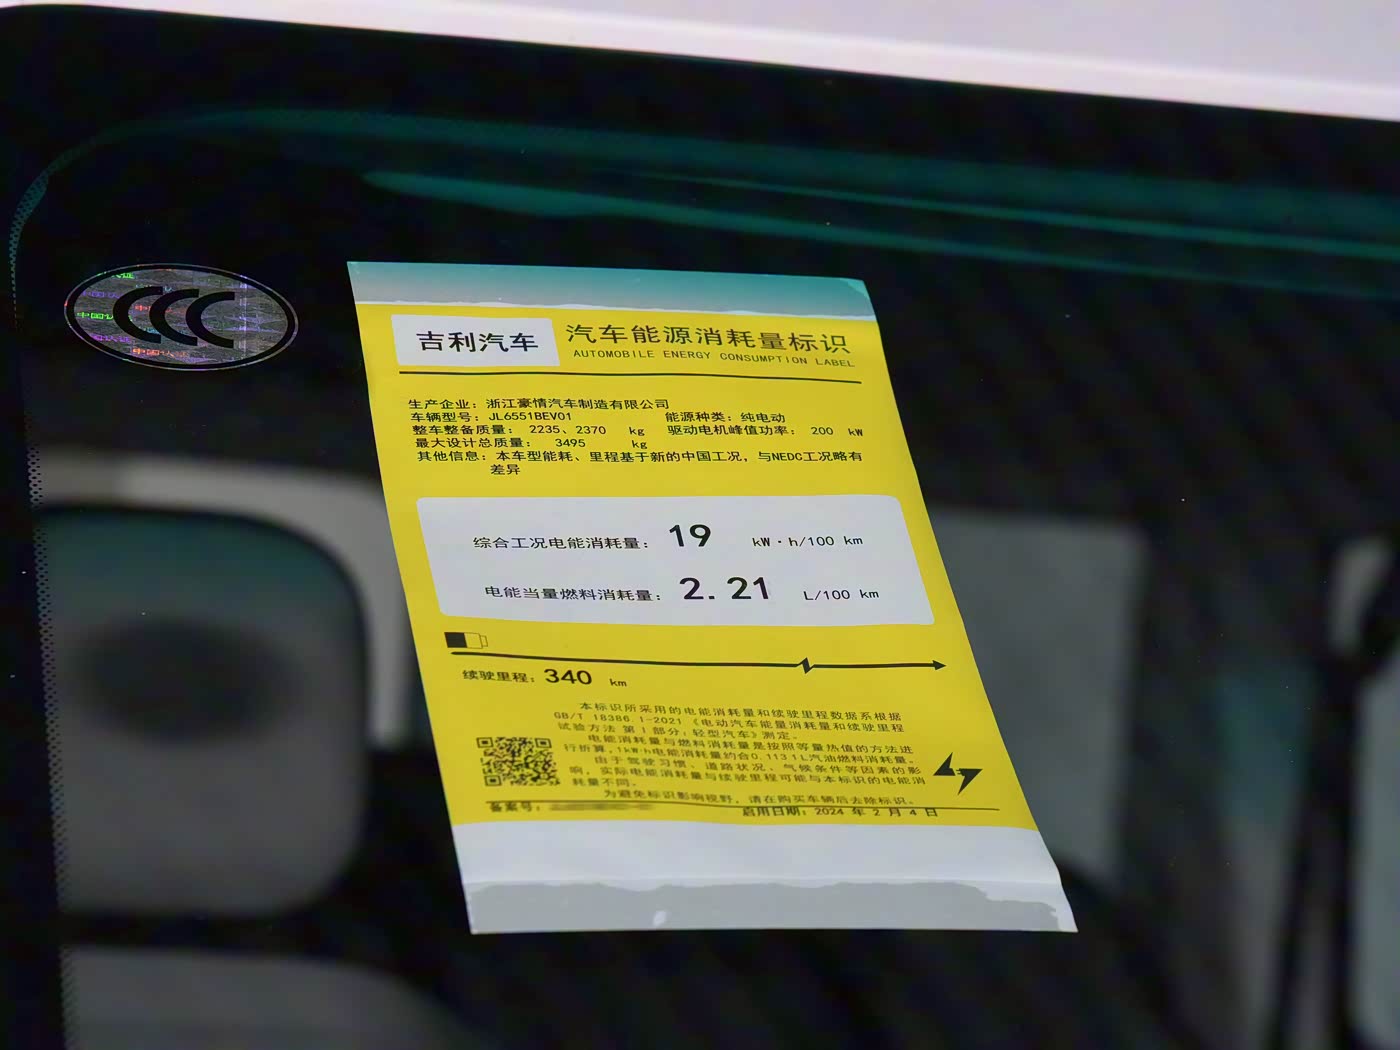 CCC
吉利汽车
汽车能源消耗量标识
AUTOMOBILE ENERGY CONSUMPTION LABEL
生产企业：浙江豪情汽车制造有限公司
车辆型号：JL6551BEV01 能源种类：纯电动
整车整备质量： 2235、2370 kg 驱动电机峰值功率： 200 kW
最大设计总质量： 3495 kg
其他信息：本车型能耗、里程基于新的中国工况，与NEDC工况略有
差异
综合工况电能消耗量： 19 kW·h/100 km
电能当量燃料消耗量： 2.21 L/100 km
续驶里程：340 km
本标识所采用的电能消耗量和续驶里程数据系根据
GB/T 18386.1-2021《电动汽车能量消耗量和续驶里程
试验方法 第1部分：轻型汽车》测定。
电能消耗量与燃料消耗量是按照等量热值的方法进
行折算，1kW·h电能消耗量约合0.1131L汽油燃料消耗量。
由于驾驶习惯、道路状况、气候条件等因素的影
响，实际电能消耗量与续驶里程可能与本标识的电能消
耗量不同。
为避免标识影响视野，请在购买车辆后去除标识。
备案号：
启用日期：2024 年 2 月 4 日